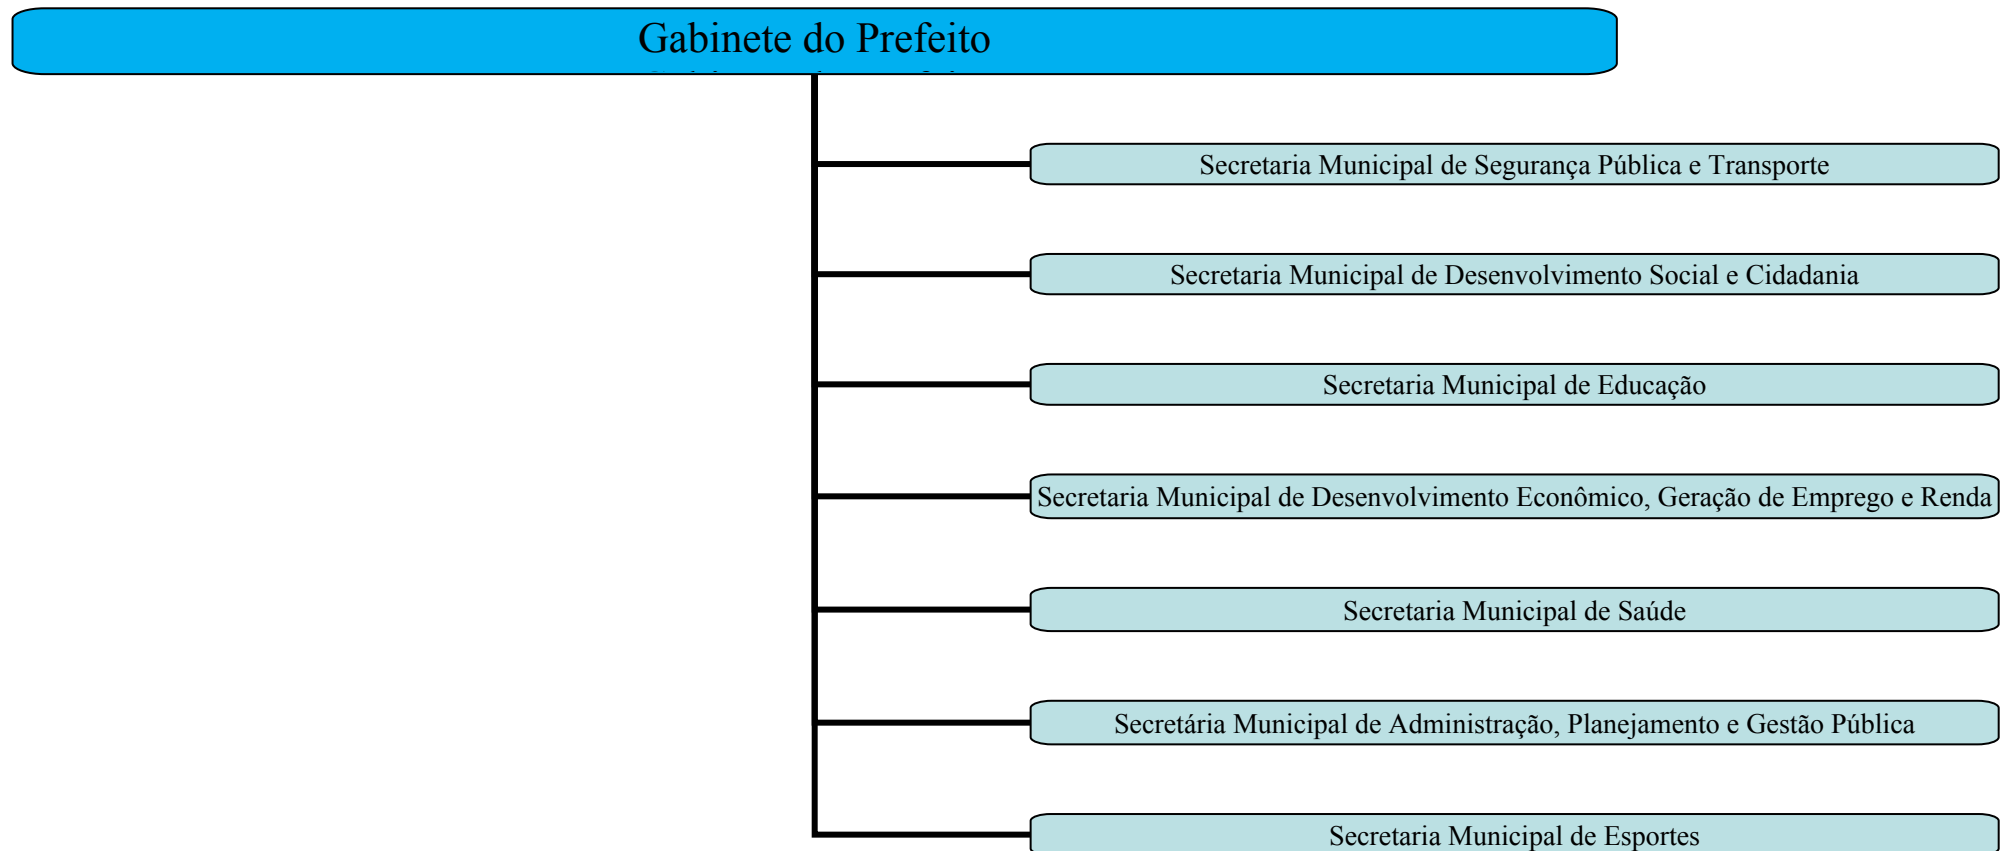 Gabinete do Prefeito
Secretaria Municipal de Segurança Pública e Transporte
Secretaria Municipal de Desenvolvimento Social e Cidadania
Secretaria Municipal de Educação
Secretaria Municipal de Desenvolvimento Econômico, Geração de Emprego e Renda
Secretaria Municipal de Saúde
Secretária Municipal de Administração, Planejamento e Gestão Pública
Secretaria Municipal de Esportes